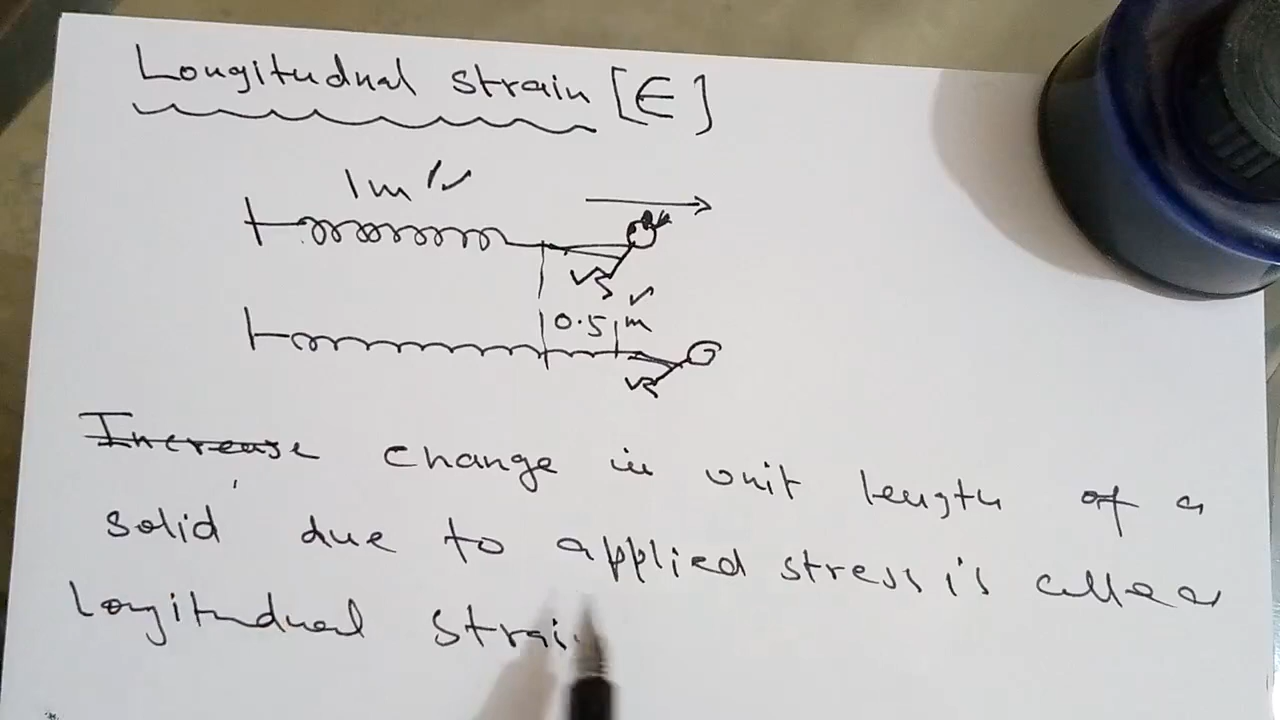 Longitudnal strain [∈]
1m
0.5 m
Increase change in unit length of a
solid due to applied stress is called
Longitudnal strain